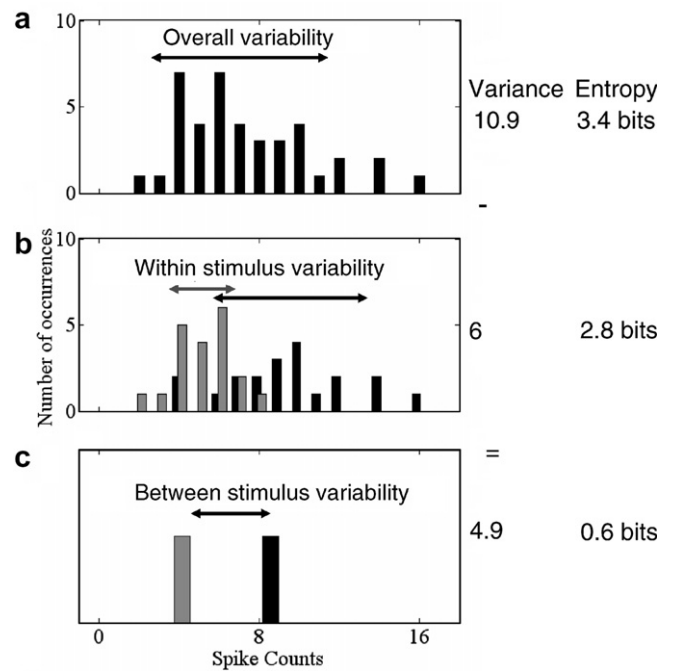 a
10
5
0
Overall variability
Variance Entropy
10.9 3.4 bits
-
b
10
5
0
Number of occurrences
Within stimulus variability
6 2.8 bits
=
c
Between stimulus variability
4.9 0.6 bits
0 8 16
Spike Counts